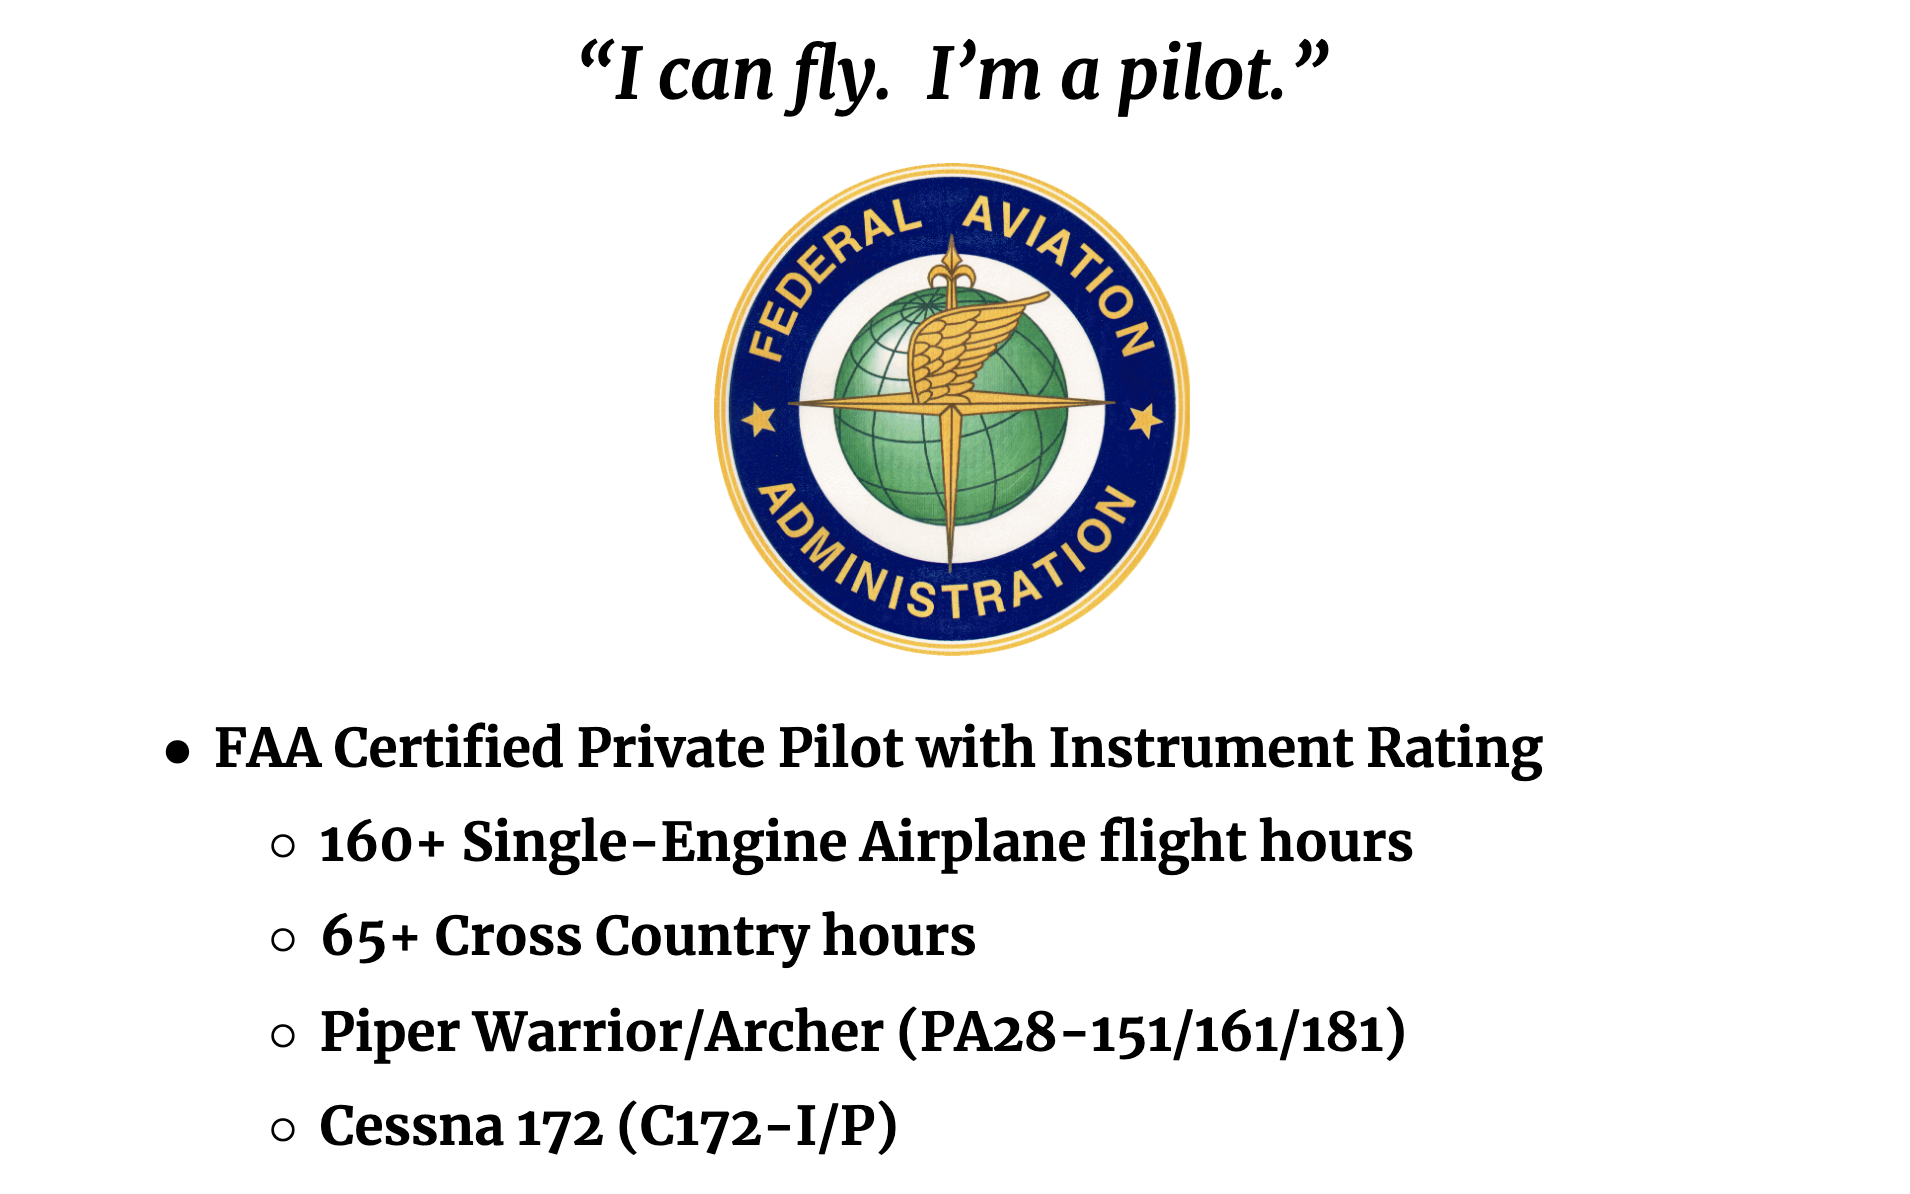 “I can fly.  I’m a pilot.”
FEDERAL AVIATION
ADMINISTRATION
● FAA Certified Private Pilot with Instrument Rating
○ 160+ Single-Engine Airplane flight hours
○ 65+ Cross Country hours
○ Piper Warrior/Archer (PA28-151/161/181)
○ Cessna 172 (C172-I/P)